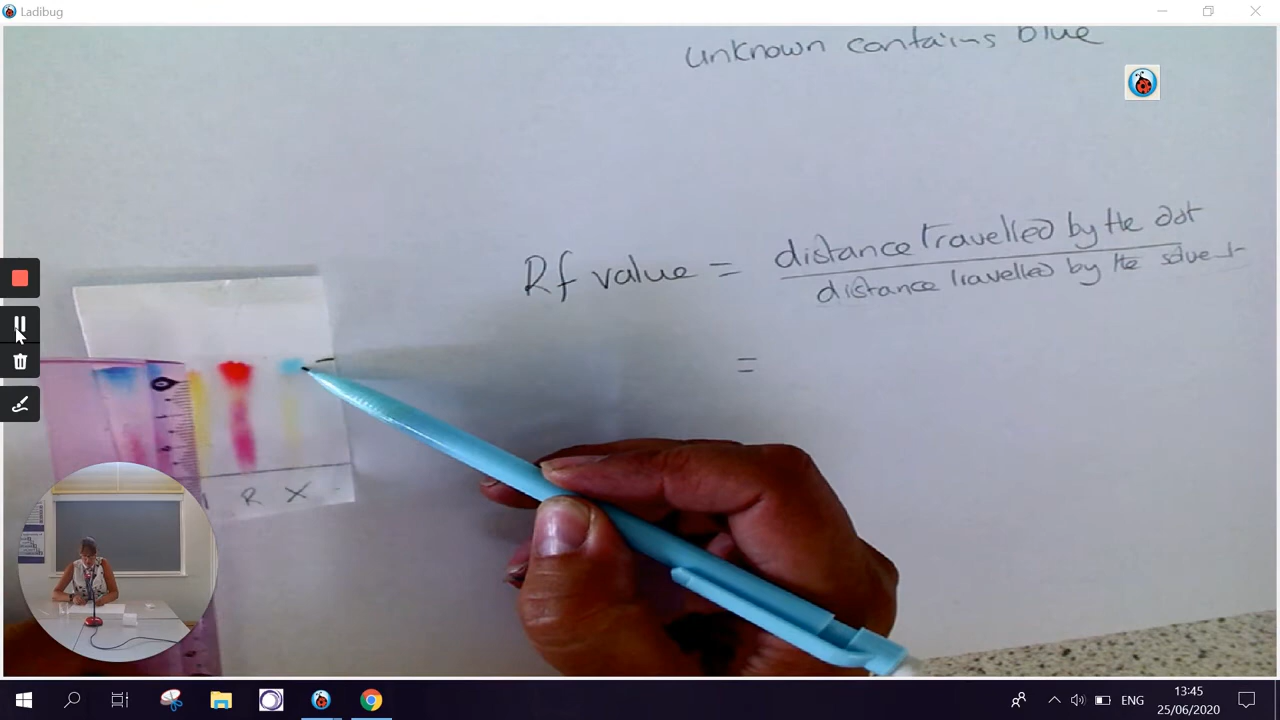 Ladibug
unknown contains blue
Rf value = distance travelled by the dot
distance travelled by the solvent
=
R X
ENG
13:45
25/06/2020